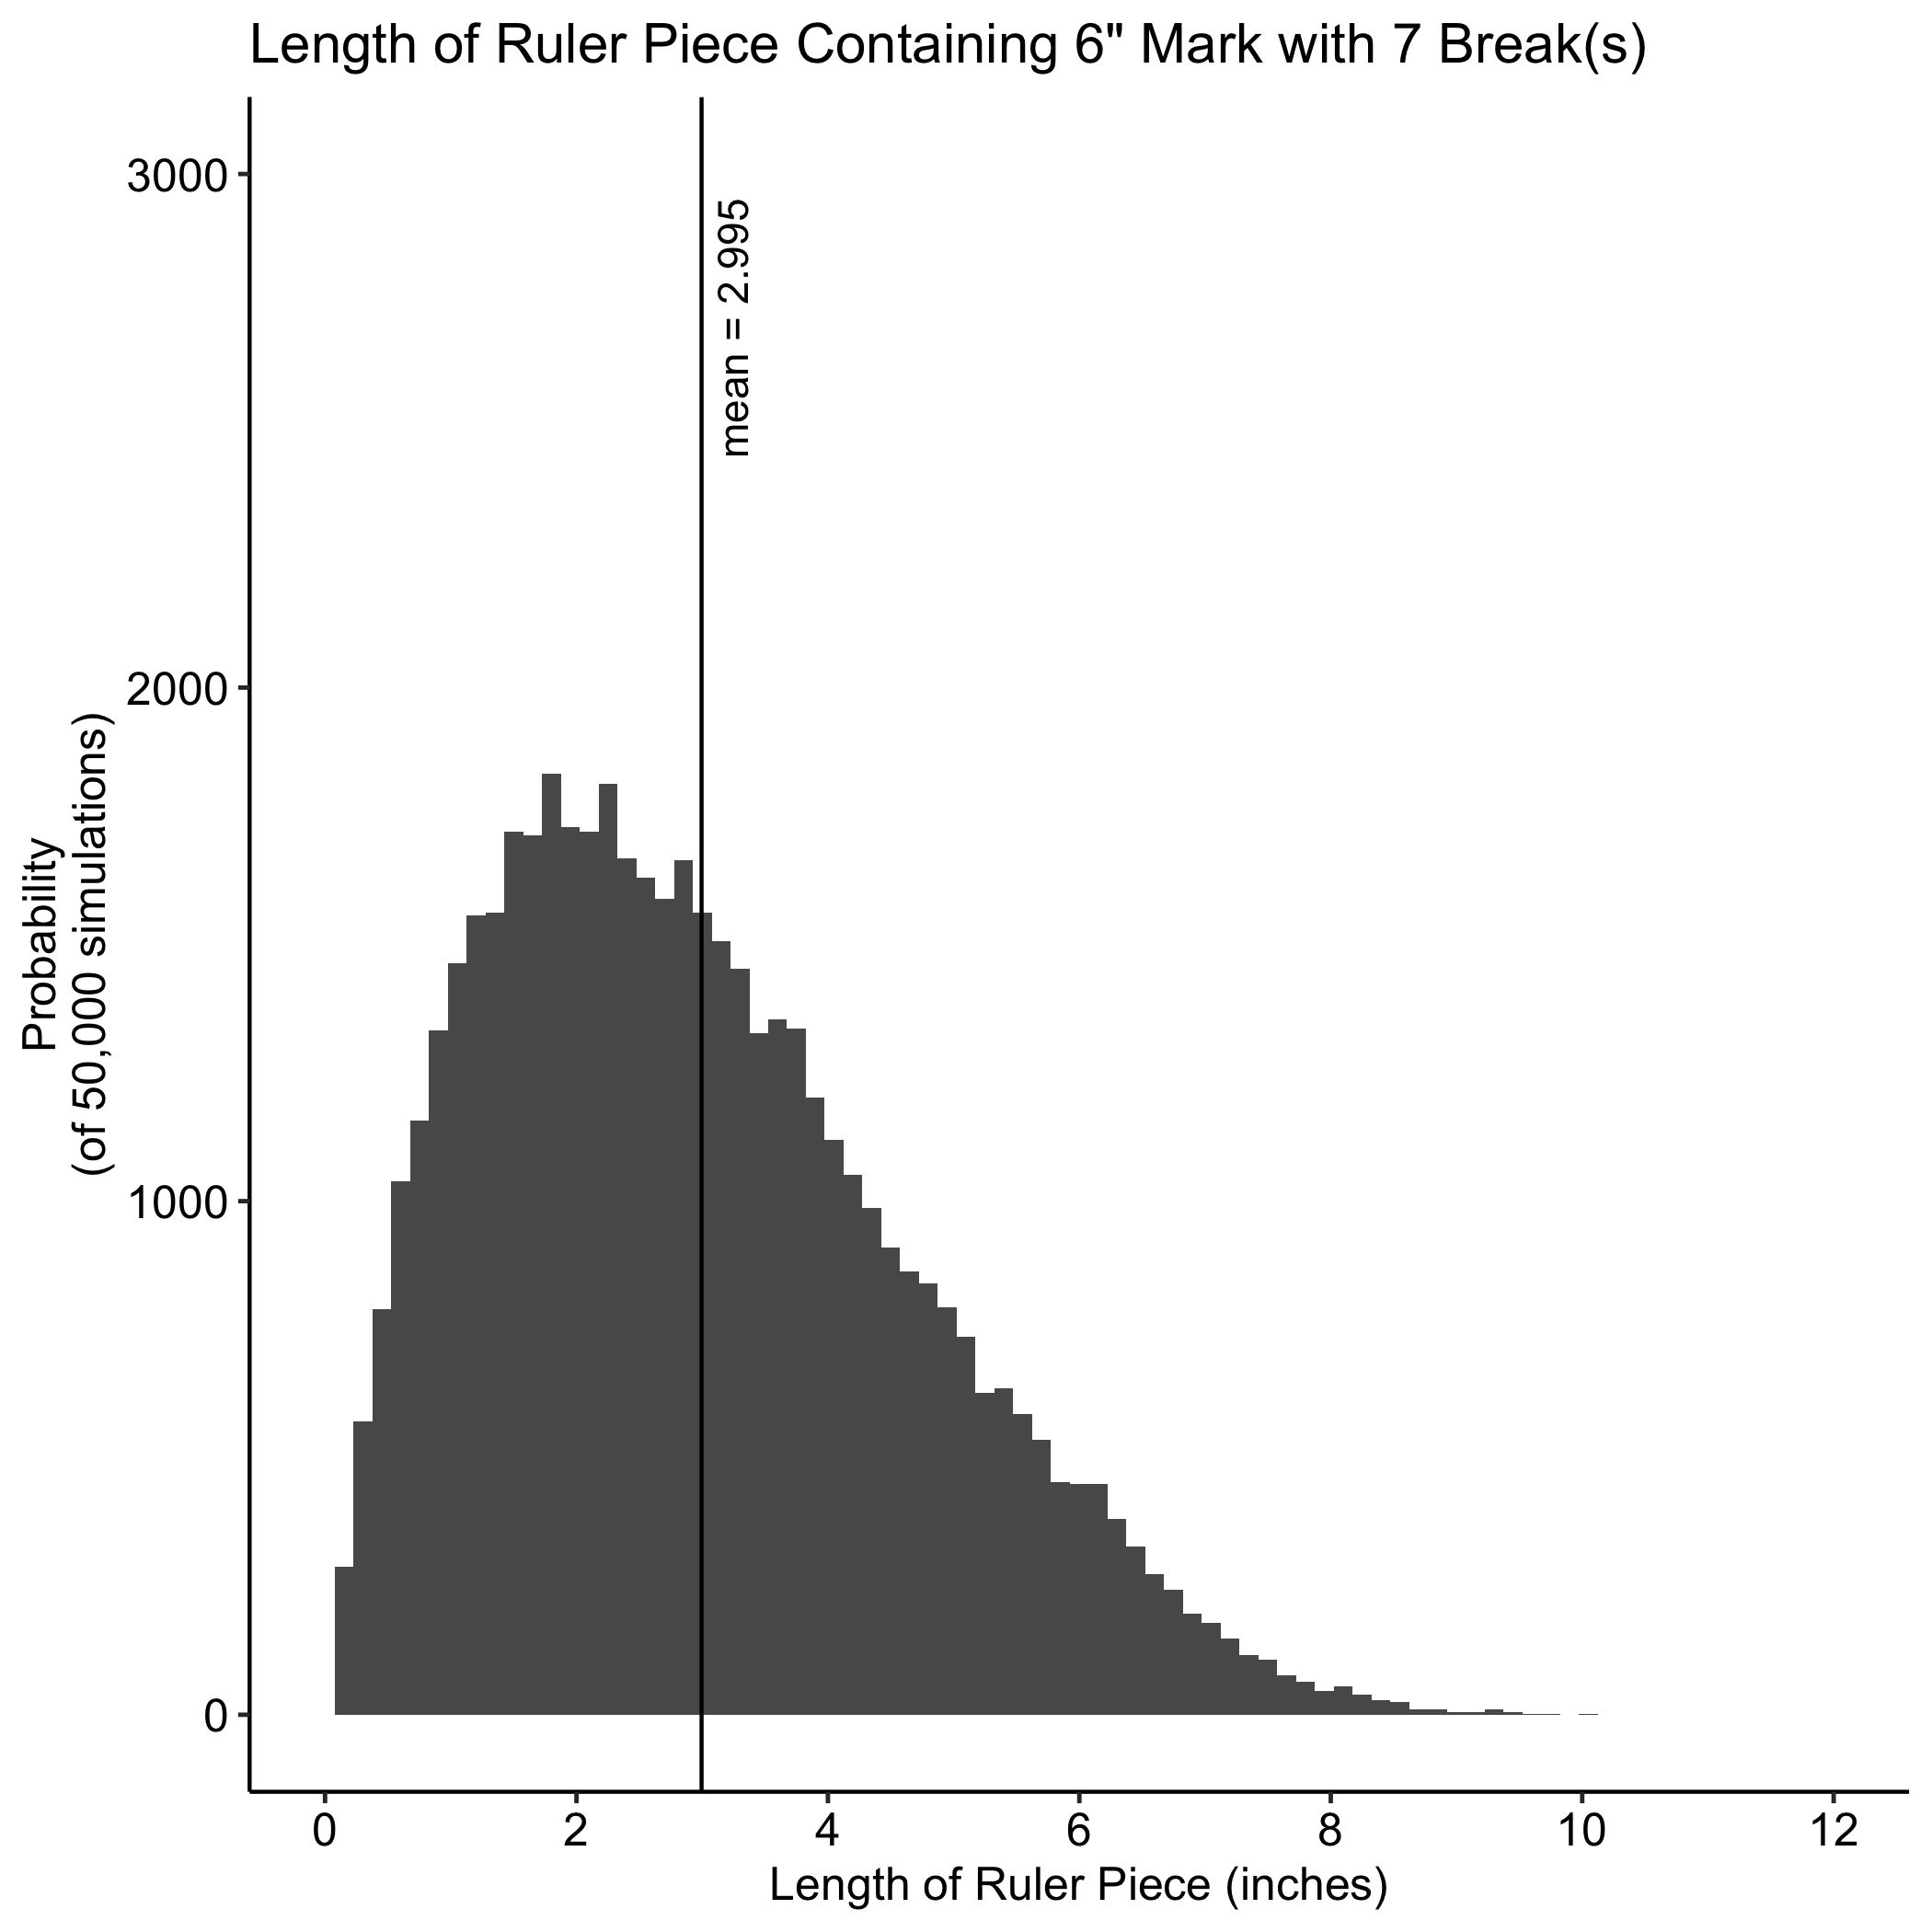 Length of Ruler Piece Containing 6" Mark with 7 Break(s)
3000
2000
1000
0
Probability
(of 50,000 simulations)
mean = 2.995
0 2 4 6 8 10 12
Length of Ruler Piece (inches)